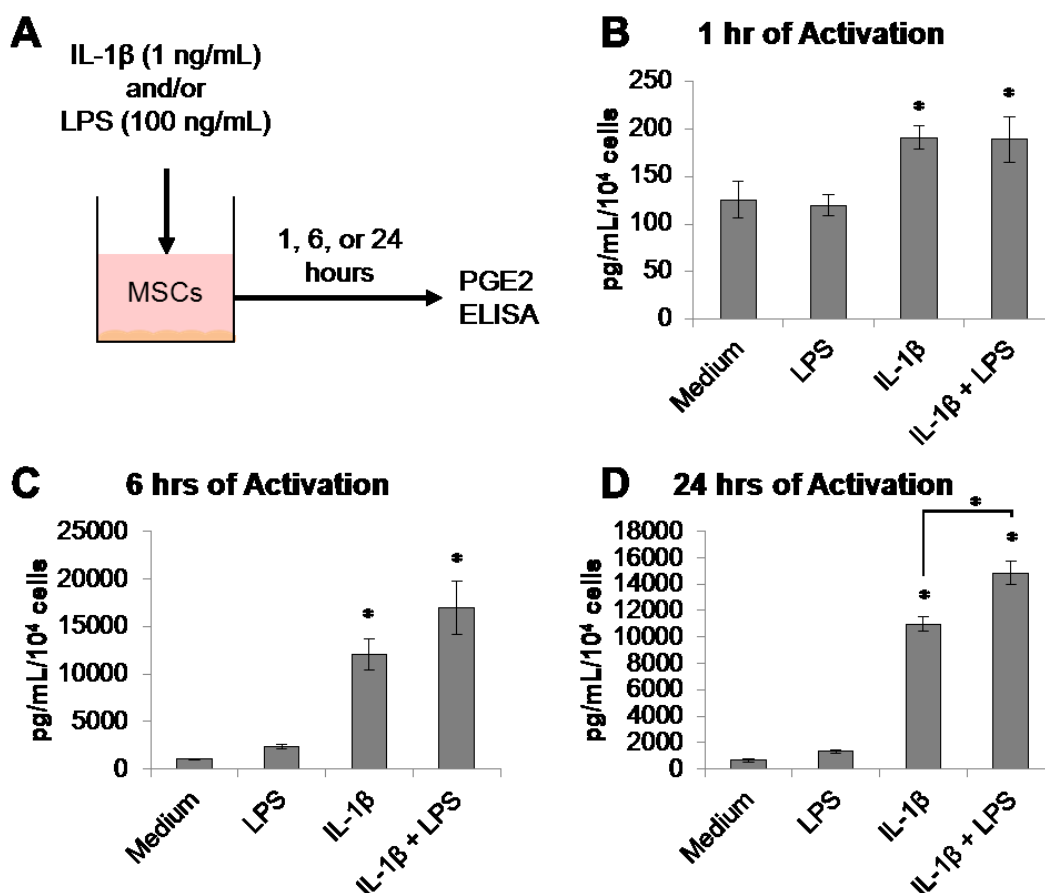 A
IL-1β (1 ng/mL)
and/or
LPS (100 ng/mL)
MSCs
1, 6, or 24
hours
PGE2
ELISA
B 1 hr of Activation
pg/mL/10⁴ cells
250
200
150
100
50
0
*
*
Medium
LPS
IL-1β
IL-1β + LPS
C 6 hrs of Activation
pg/mL/10⁴ cells
25000
20000
15000
10000
5000
0
*
*
Medium
LPS
IL-1β
IL-1β + LPS
D 24 hrs of Activation
pg/mL/10⁴ cells
18000
16000
14000
12000
10000
8000
6000
4000
2000
0
*
*
*
Medium
LPS
IL-1β
IL-1β + LPS